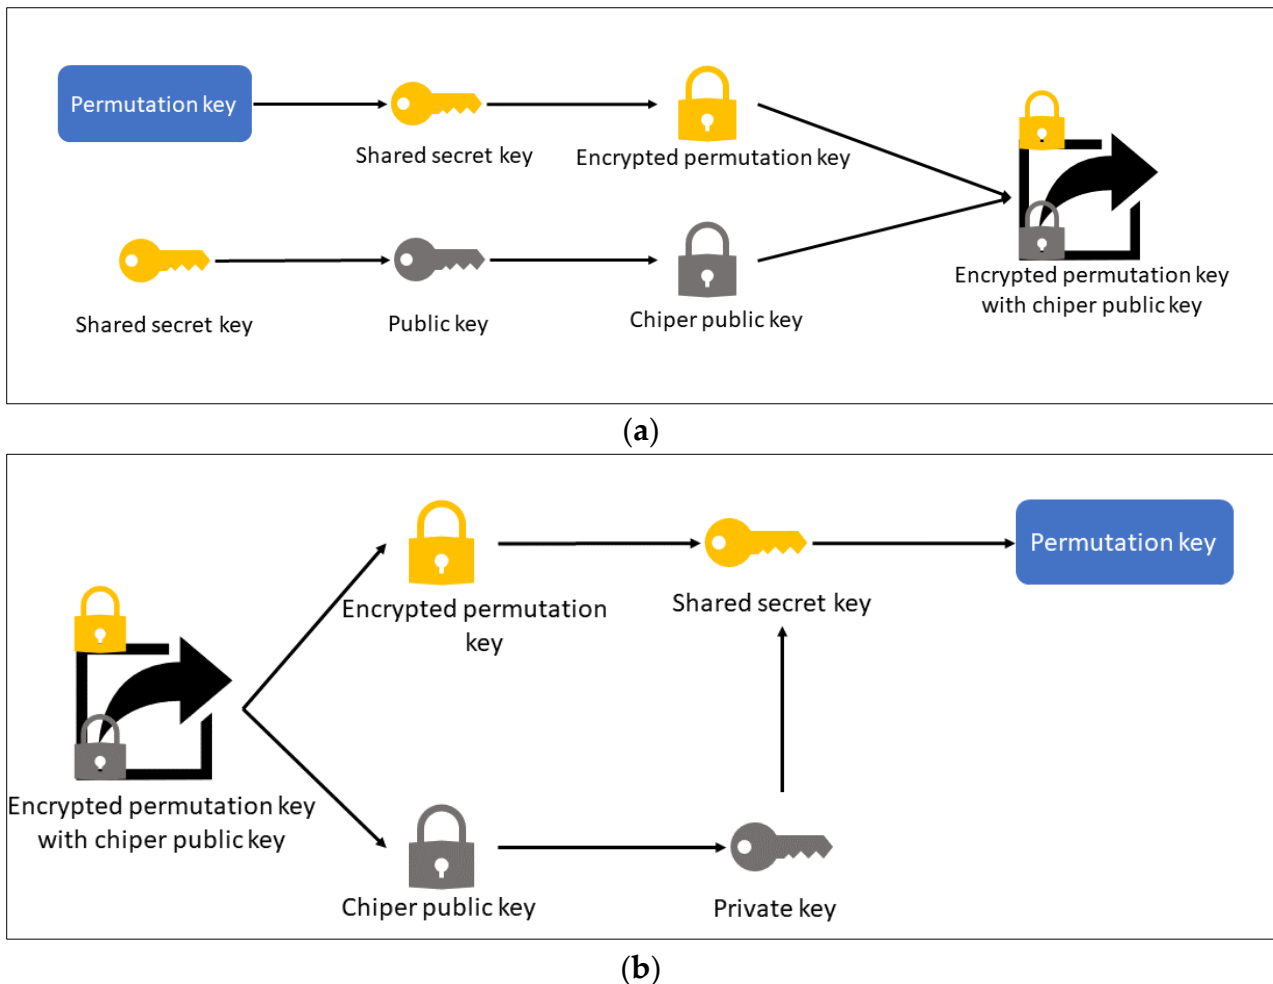 Permutation key
Shared secret key
Encrypted permutation key
Shared secret key
Public key
Chiper public key
Encrypted permutation key
with chiper public key
(a)
Encrypted permutation
key
Shared secret key
Permutation key
Encrypted permutation key
with chiper public key
Chiper public key
Private key
(b)